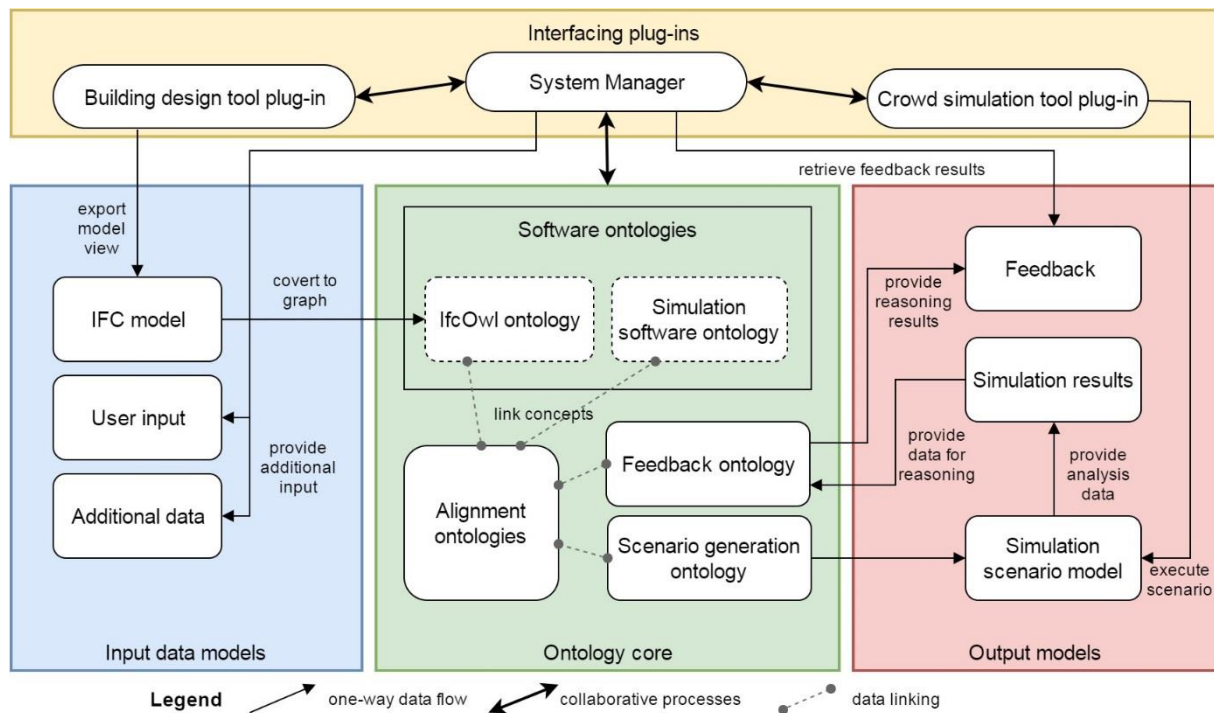 Interfacing plug-ins
Building design tool plug-in
System Manager
Crowd simulation tool plug-in
retrieve feedback results
export
model
view
IFC model
covert to
graph
User input
provide
additional
input
Additional data
Input data models
Software ontologies
IfcOwl ontology
Simulation
software ontology
link concepts
Alignment
ontologies
Feedback ontology
Scenario generation
ontology
Ontology core
Feedback
provide
reasoning
results
Simulation results
provide
data for
reasoning
provide
analysis
data
Simulation
scenario model
execute
scenario
Output models
Legend
one-way data flow
collaborative processes
data linking